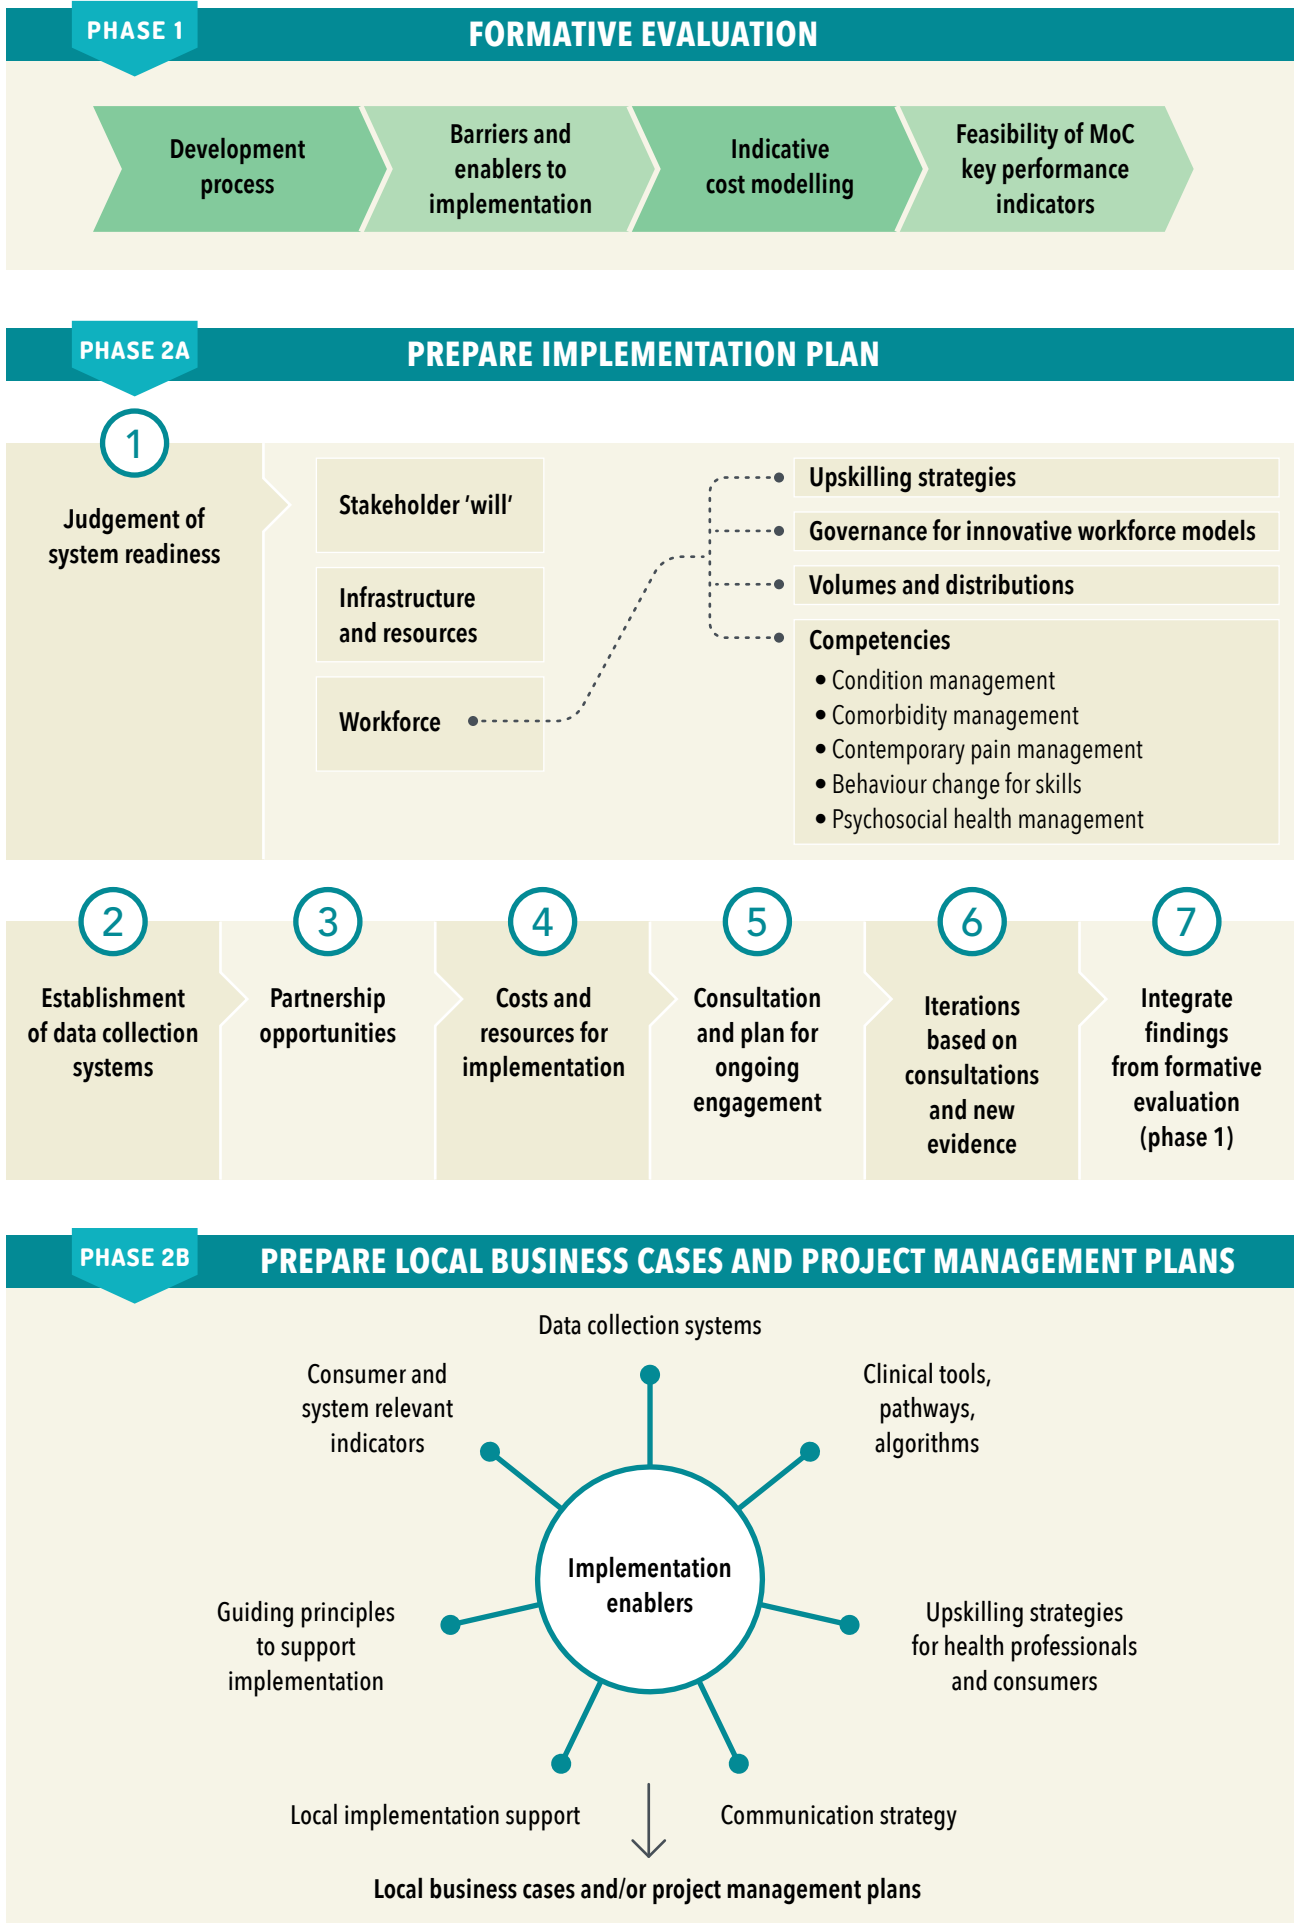 PHASE 1
FORMATIVE EVALUATION
Development
process
Barriers and
enablers to
implementation
Indicative
cost modelling
Feasibility of MoC
key performance
indicators
PHASE 2A
PREPARE IMPLEMENTATION PLAN
1
Judgement of
system readiness
Stakeholder ‘will’
Infrastructure
and resources
Workforce
Upskilling strategies
Governance for innovative workforce models
Volumes and distributions
Competencies
• Condition management
• Comorbidity management
• Contemporary pain management
• Behaviour change for skills
• Psychosocial health management
2
Establishment
of data collection
systems
3
Partnership
opportunities
4
Costs and
resources for
implementation
5
Consultation
and plan for
ongoing
engagement
6
Iterations
based on
consultations
and new
evidence
7
Integrate
findings
from formative
evaluation
(phase 1)
PHASE 2B
PREPARE LOCAL BUSINESS CASES AND PROJECT MANAGEMENT PLANS
Data collection systems
Consumer and
system relevant
indicators
Clinical tools,
pathways,
algorithms
Implementation
enablers
Guiding principles
to support
implementation
Upskilling strategies
for health professionals
and consumers
Local implementation support
Communication strategy
Local business cases and/or project management plans